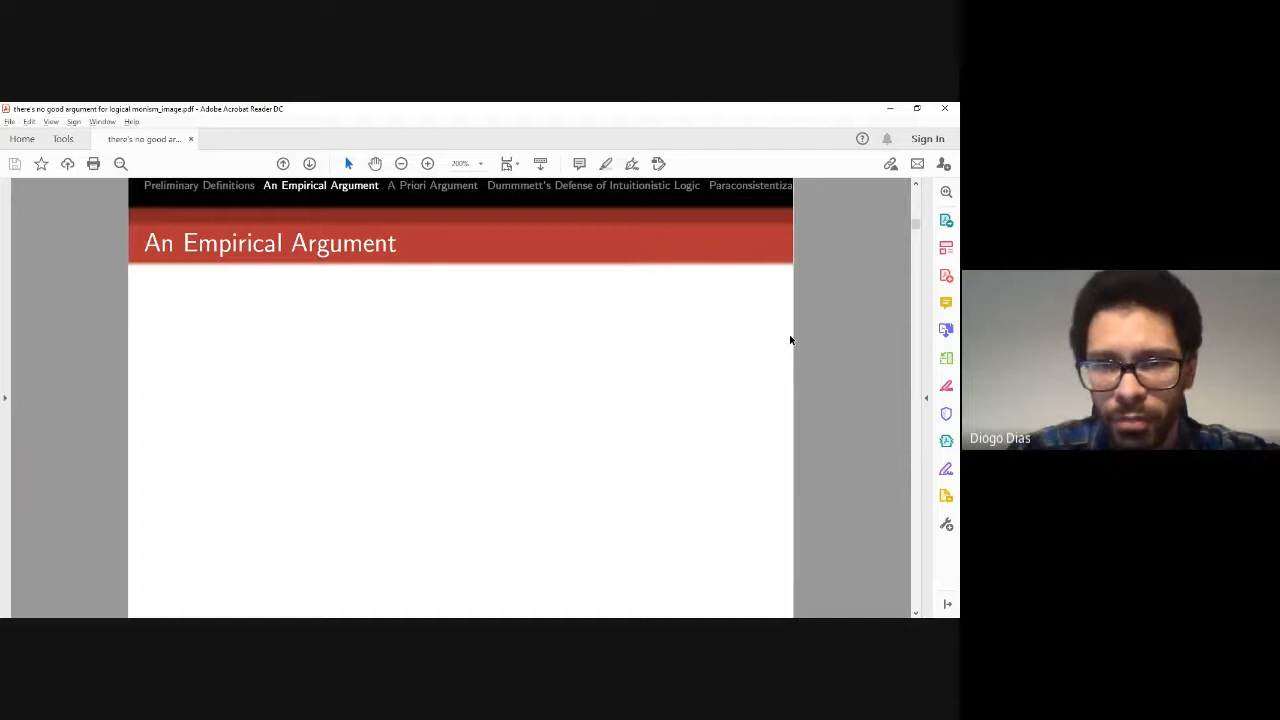 there's no good argument for logical monism_image.pdf - Adobe Acrobat Reader DC
File Edit View Sign Window Help
Home Tools there's no good ar... × Sign In
200%
Preliminary Definitions An Empirical Argument A Priori Argument Dummmett's Defense of Intuitionistic Logic Paraconsistentiza
An Empirical Argument
Diogo Dias